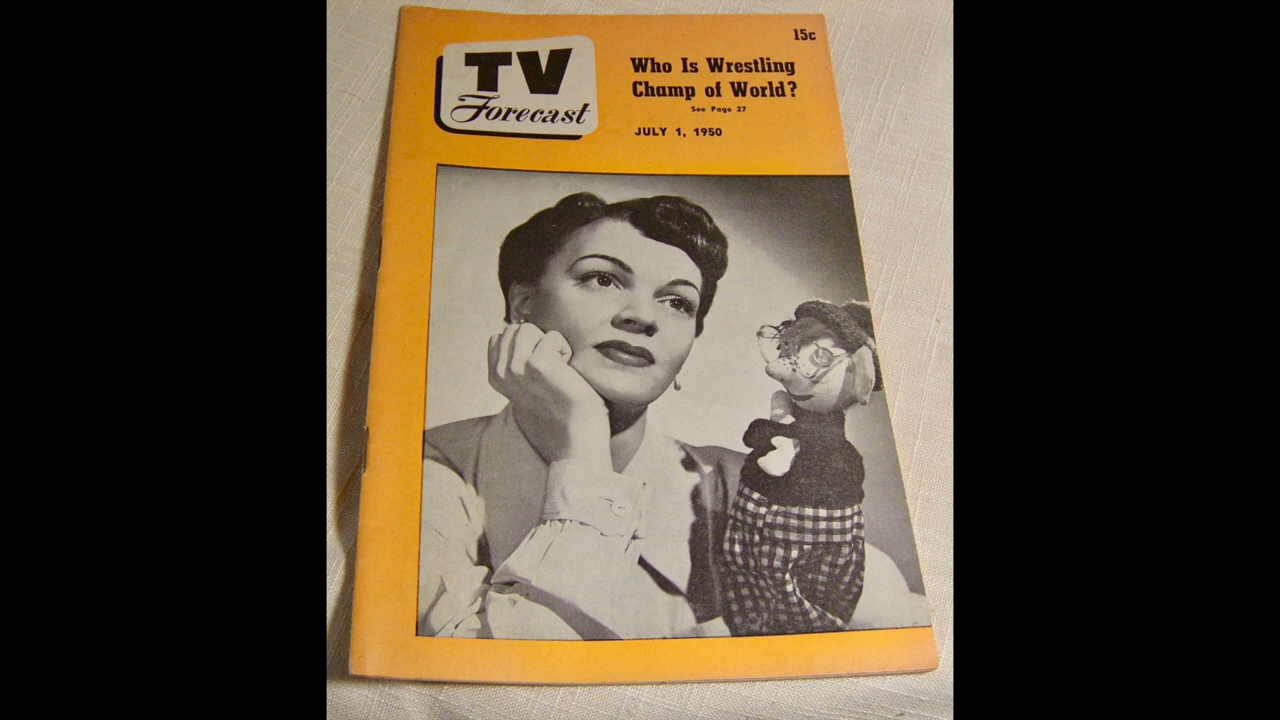 TV
Forecast
15c
Who Is Wrestling
Champ of World?
See Page 27
JULY 1, 1950